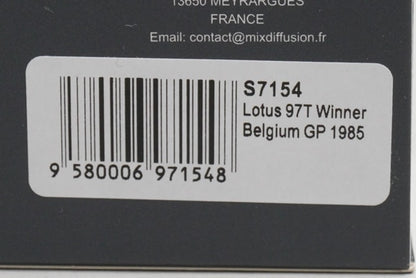 13650 MEYRARGUES
FRANCE
Email: contact@mixdiffusion.fr
S7154
Lotus 97T Winner
Belgium GP 1985
9 580006 971548